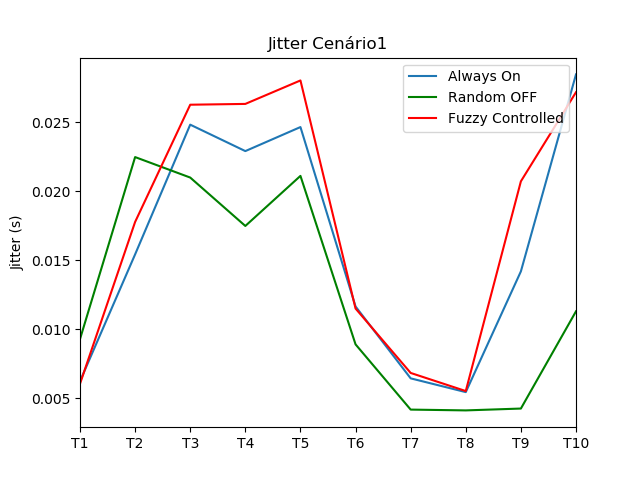 Jitter Cenário1
Always On
Random OFF
Fuzzy Controlled
Jitter (s)
0.025
0.020
0.015
0.010
0.005
T1 T2 T3 T4 T5 T6 T7 T8 T9 T10